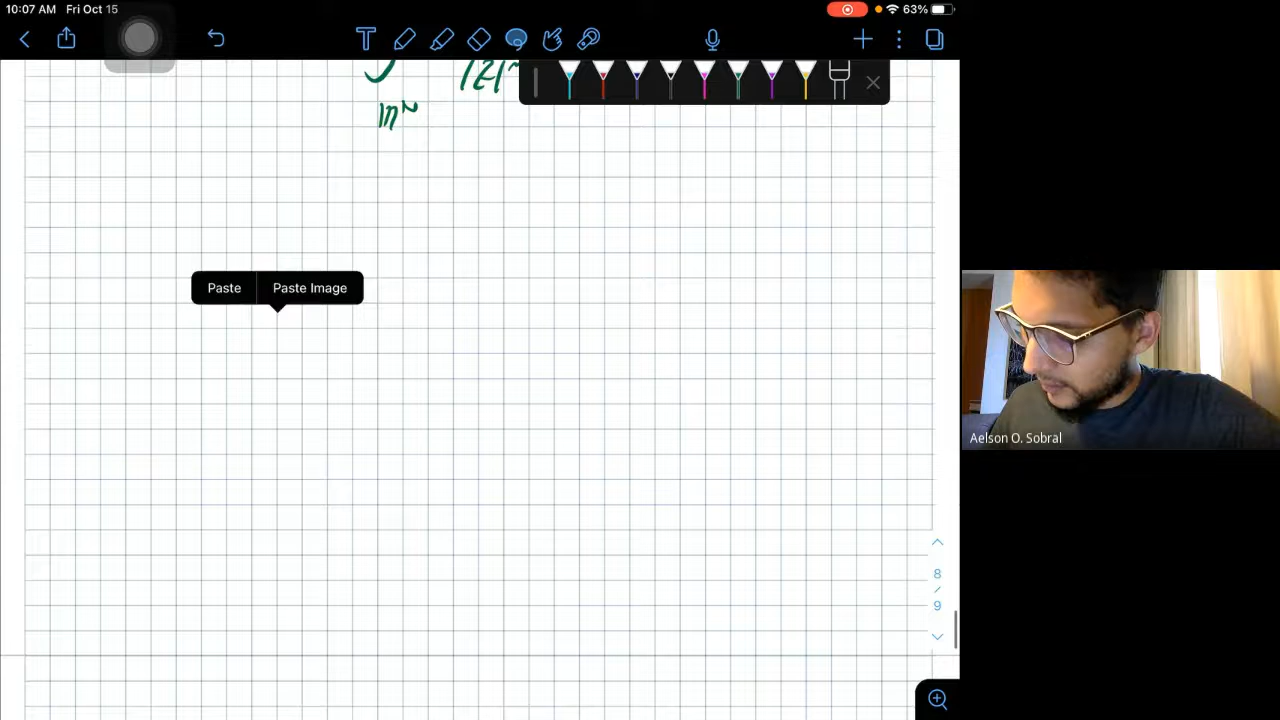 10:07 AM Fri Oct 15
63%
T
Paste Paste Image
8
/
9
Aelson O. Sobral